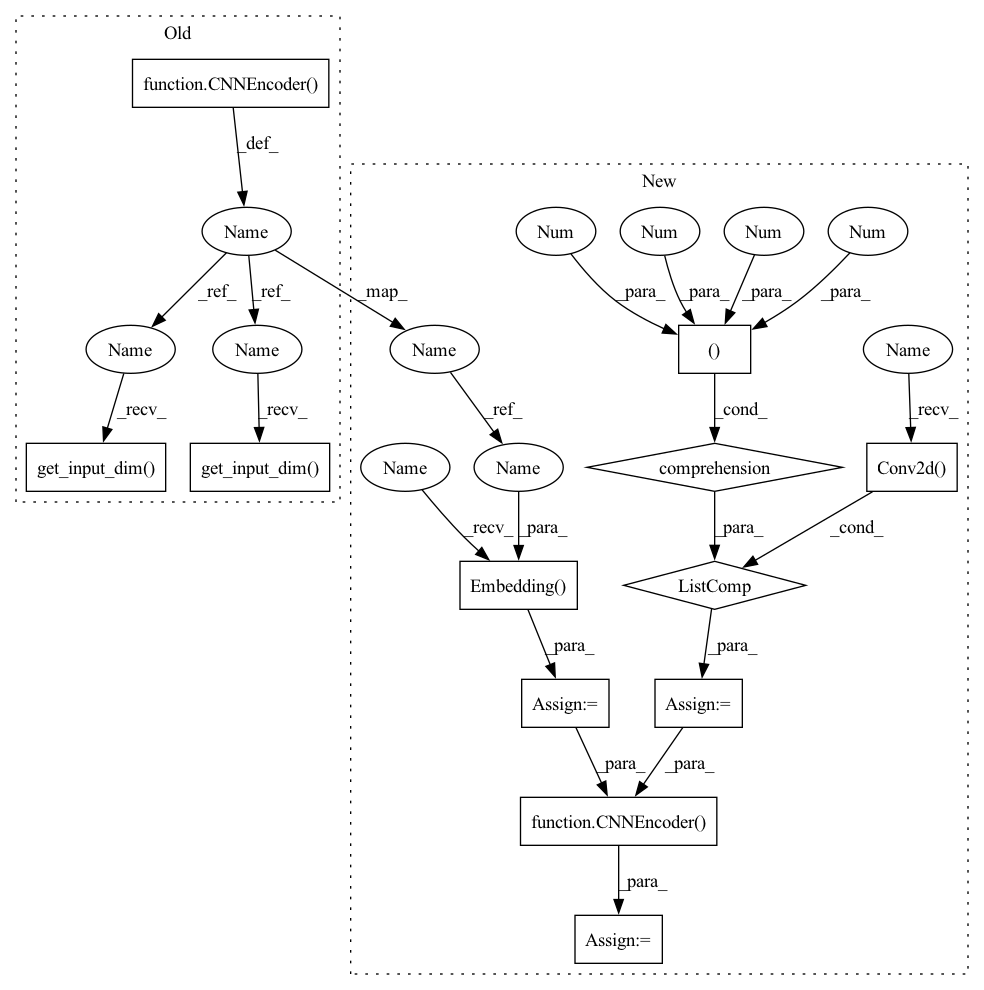 Old
function.CNNEncoder()
_def_
New
Name
Num
Num
Num
Num
_ref_
_ref_
_map_
_para_
_para_
_para_
_para_
Name
Name
Name
()
Name
_recv_
_recv_
_ref_
_cond_
_recv_
get_input_dim()
get_input_dim()
Name
Name
comprehension
Conv2d()
_recv_
_para_
_para_
_cond_
Embedding()
ListComp
_para_
_para_
Assign:=
Assign:=
_para_
_para_
function.CNNEncoder()
_para_
Assign:=